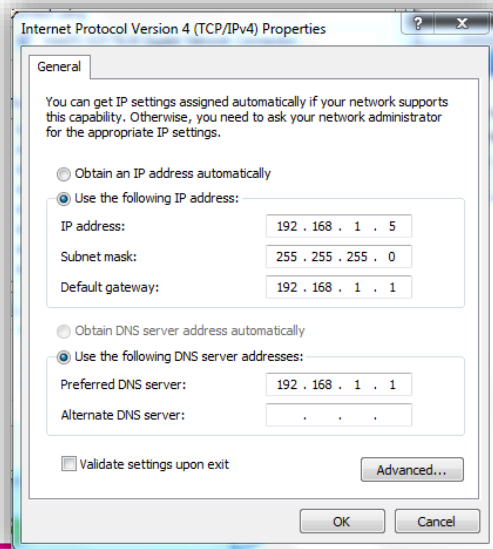 Internet Protocol Version 4 (TCP/IPv4) Properties
General
You can get IP settings assigned automatically if your network supports
this capability. Otherwise, you need to ask your network administrator
for the appropriate IP settings.
Obtain an IP address automatically
Use the following IP address:
IP address: 192 . 168 . 1 . 5
Subnet mask: 255 . 255 . 255 . 0
Default gateway: 192 . 168 . 1 . 1
Obtain DNS server address automatically
Use the following DNS server addresses:
Preferred DNS server: 192 . 168 . 1 . 1
Alternate DNS server: . . .
Validate settings upon exit
Advanced...
OK Cancel